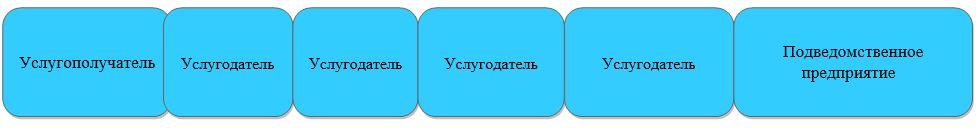 Услугополучатель
Услугодатель
Услугодатель
Услугодатель
Услугодатель
Подведомственное
предприятие